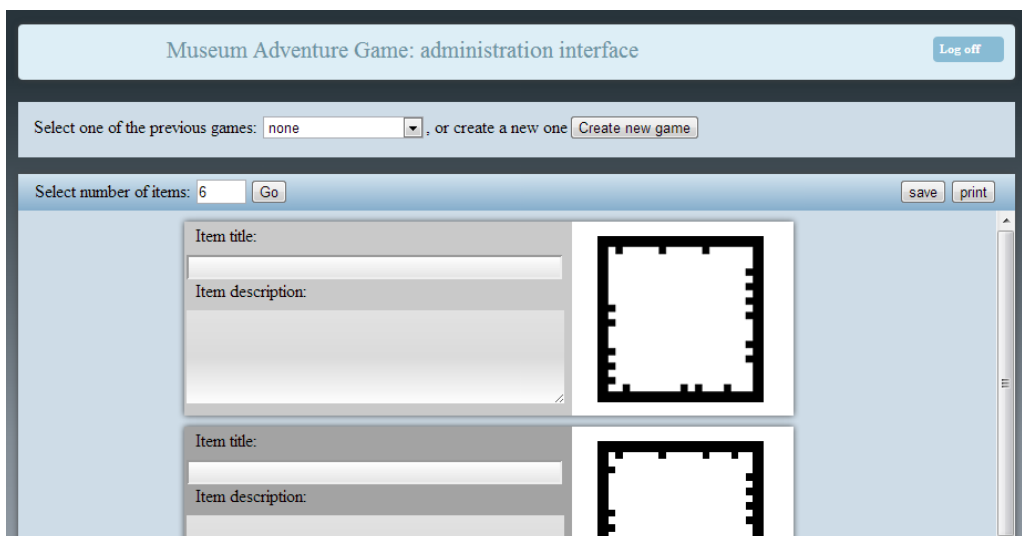 Museum Adventure Game: administration interface
Log off
Select one of the previous games: none , or create a new one Create new game
Select number of items: 6 Go save print
Item title:
Item description:
Item title:
Item description: